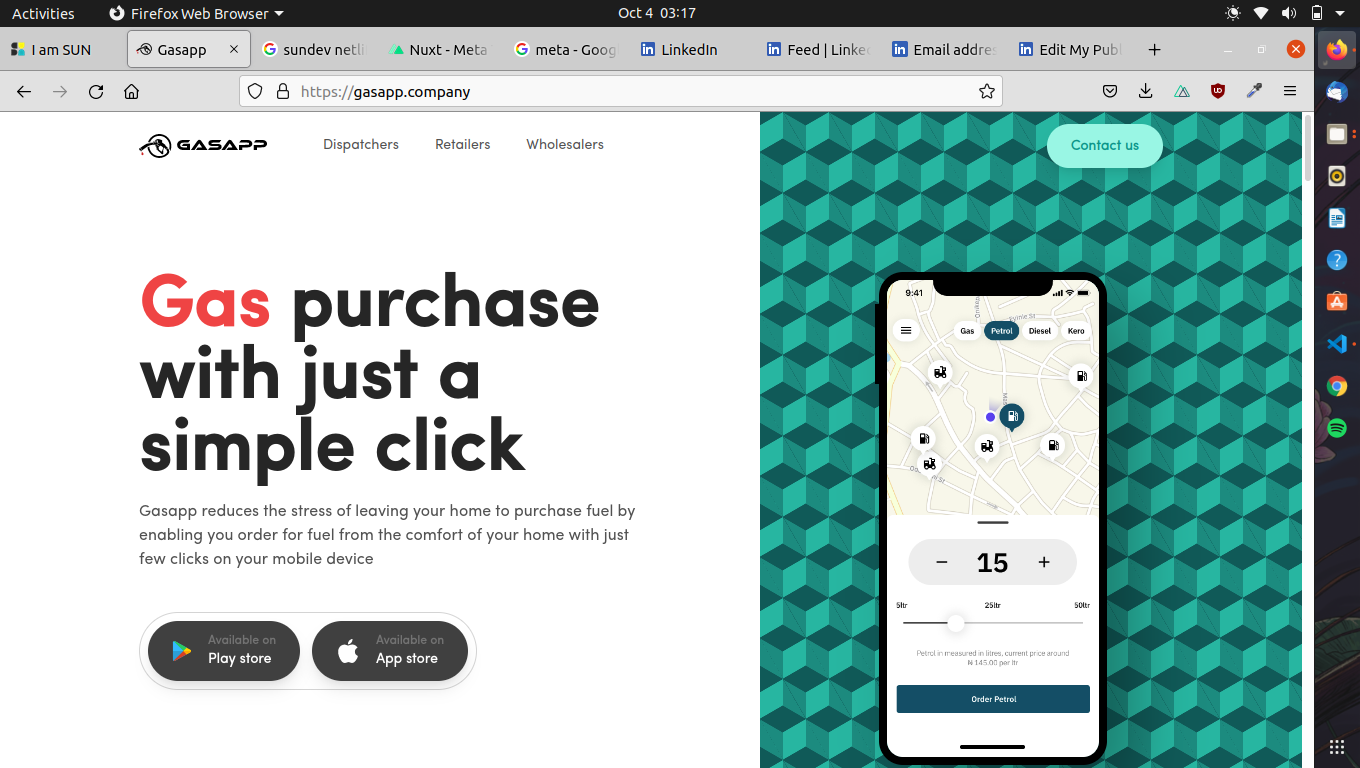 Activities
Firefox Web Browser
Oct 4 03:17
I am SUN
Gasapp
sundev netli
Nuxt - Meta
meta - Goog
LinkedIn
Feed | Linke
Email addre
Edit My Publ
https://gasapp.company
GASAPP
Dispatchers
Retailers
Wholesalers
Contact us
Gas purchase
with just a
simple click
Gasapp reduces the stress of leaving your home to purchase fuel by
enabling you order for fuel from the comfort of your home with just
few clicks on your mobile device
Available on
Play store
Available on
App store
9:41
Gas
Petrol
Diesel
Kero
15
5ltr
25ltr
50ltr
Petrol in measured in litres, current price around
₦ 145.00 per ltr
Order Petrol